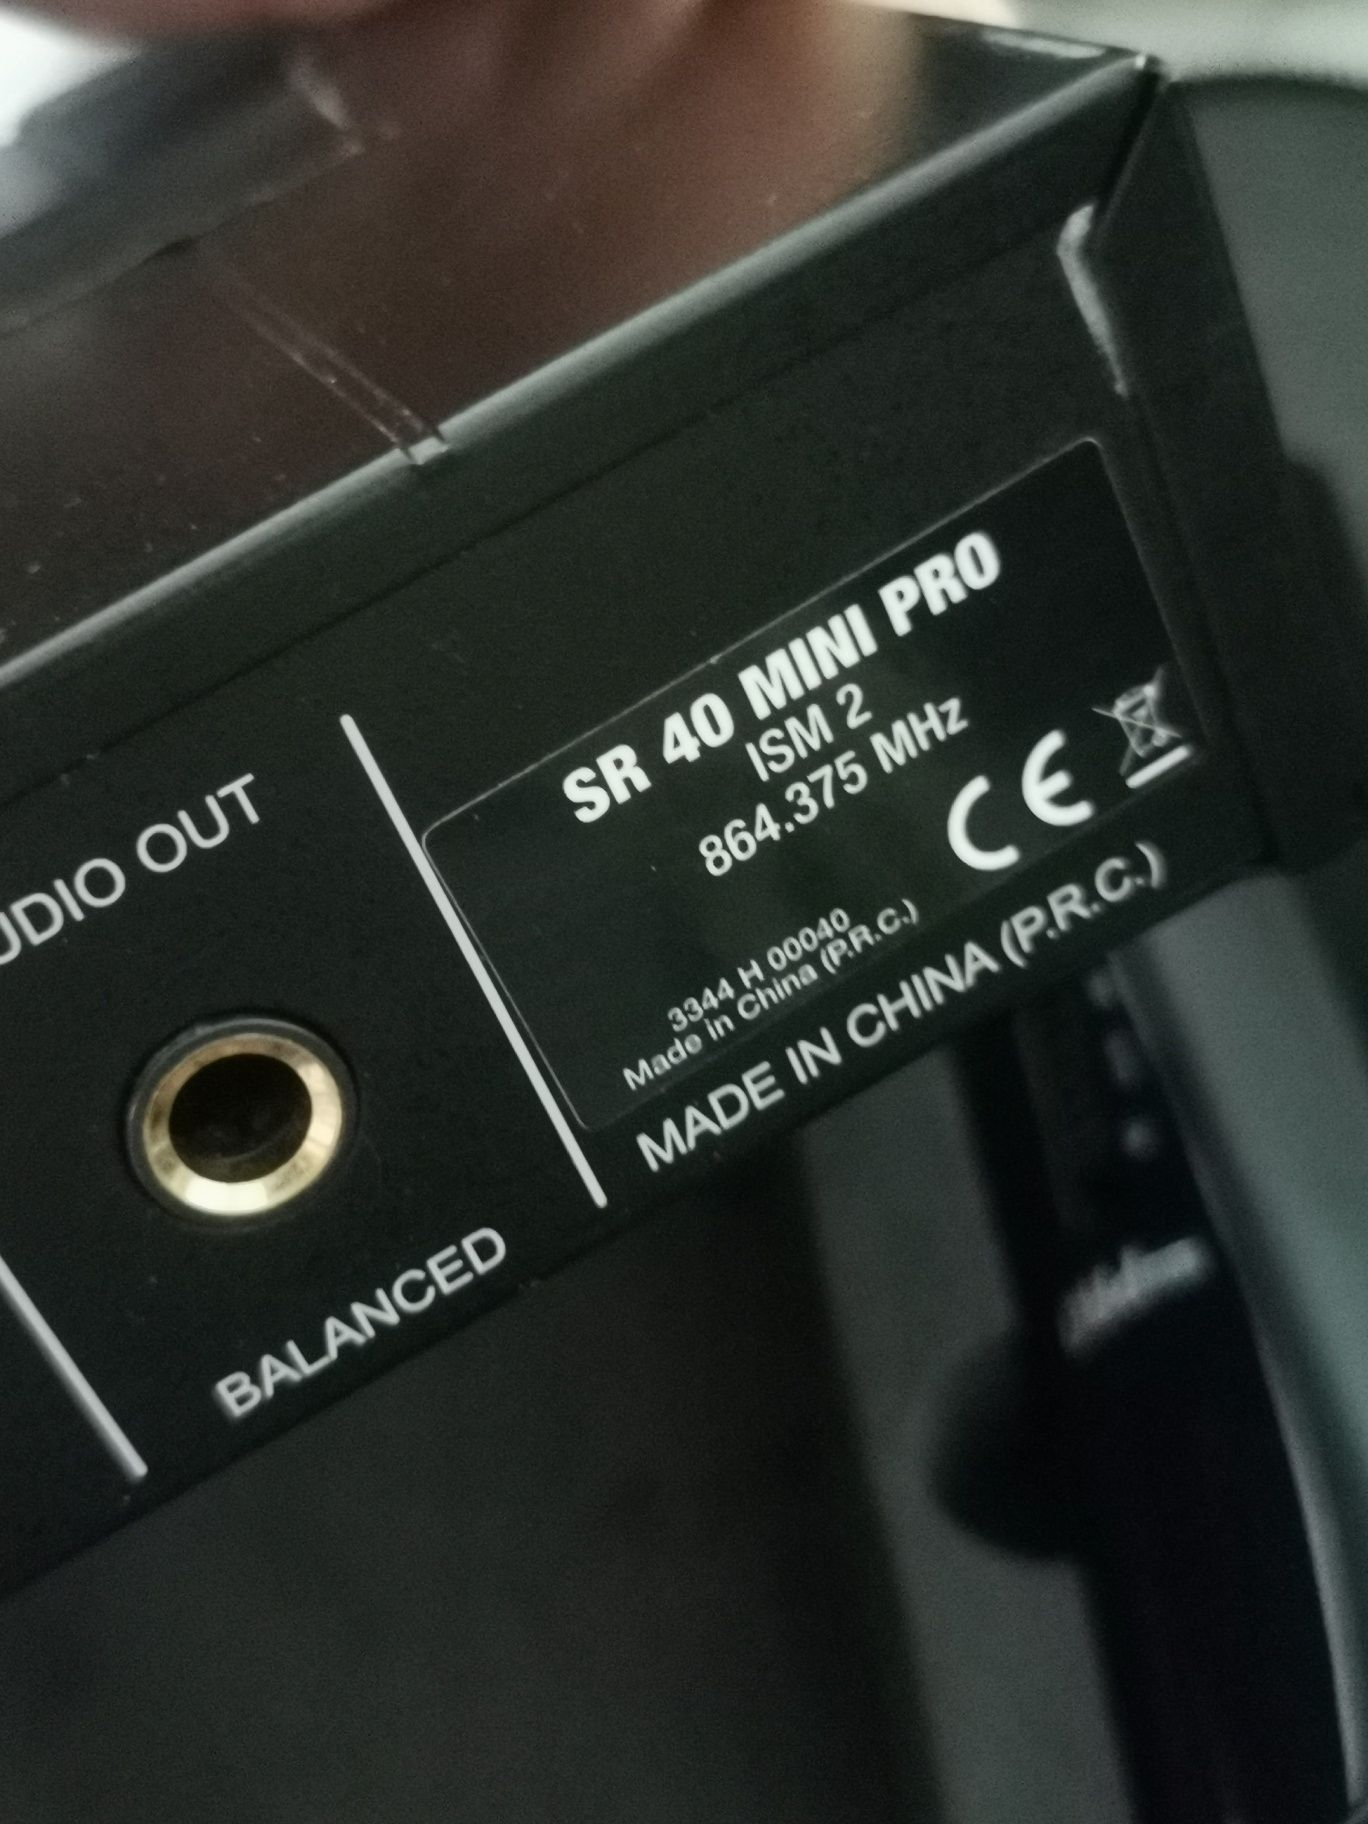 SR 40 MINI PRO
ISM 2
864.375 MHz
CE
3344 H 00040
Made in China (P.R.C.)
MADE IN CHINA (P.R.C.)
UDIO OUT
BALANCED